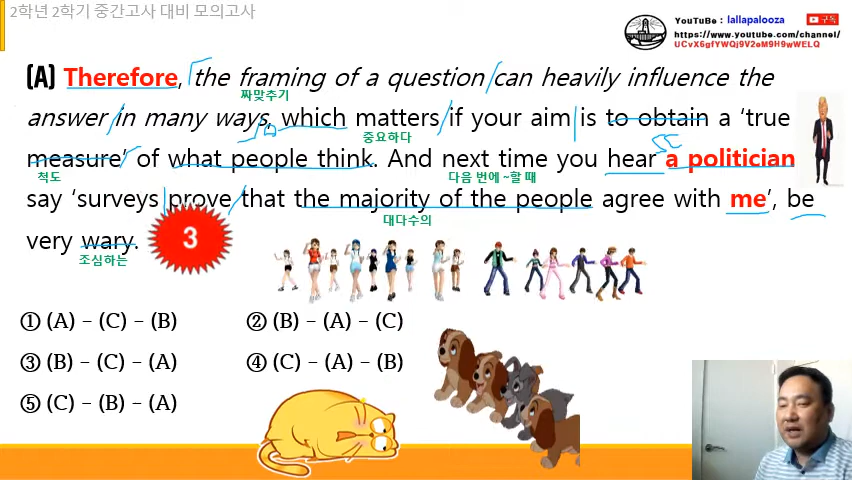 2학년 2학기 중간고사 대비 모의고사
YouTuBe : lallapalooza 구독
https://www.youtube.com/channel/
UCvX6gfYWQj9V2eM9H9wWELQ
(A) Therefore, the framing of a question can heavily influence the
짜맞추기
answer in many ways, which matters if your aim is to obtain a ‘true
중요하다
measure’ of what people think. And next time you hear a politician
척도 다음 번에 ~할 때
say ‘surveys prove that the majority of the people agree with me’, be
대다수의
very wary. 3
조심하는
① (A) – (C) – (B) ② (B) – (A) – (C)
③ (B) – (C) – (A) ④ (C) – (A) – (B)
⑤ (C) – (B) – (A)